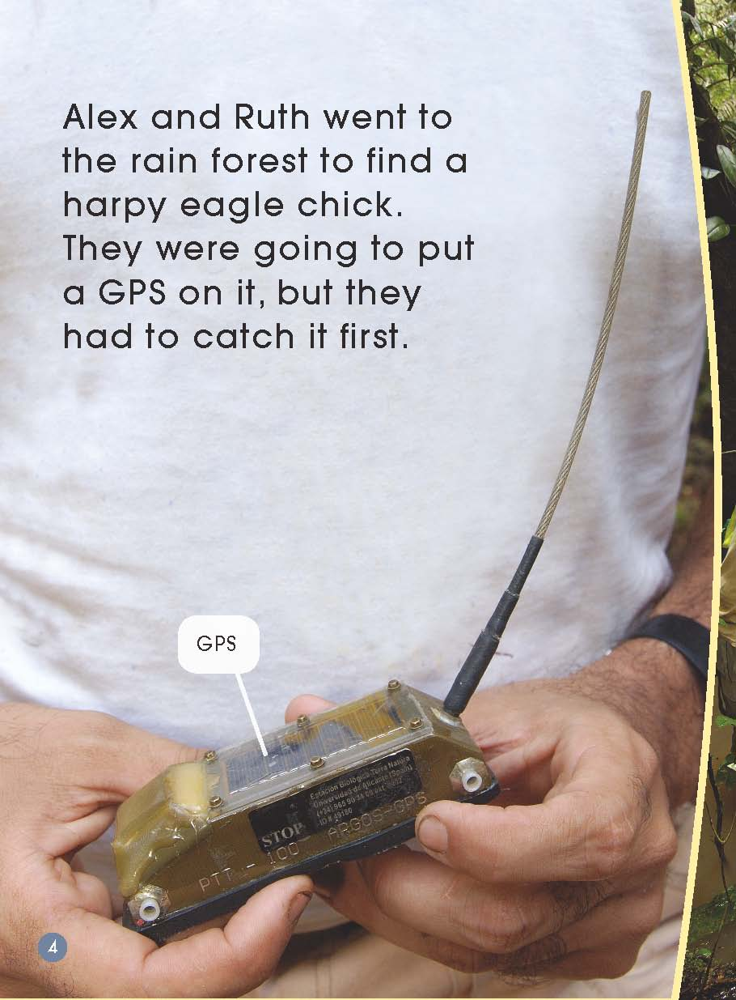 Alex and Ruth went to
the rain forest to find a
harpy eagle chick.
They were going to put
a GPS on it, but they
had to catch it first.
GPS
Estación Biológica Terra Natura
Universidad de Alicante (Spain)
ID # 49180
STOP
PTT - 100 ARGOS-GPS
4